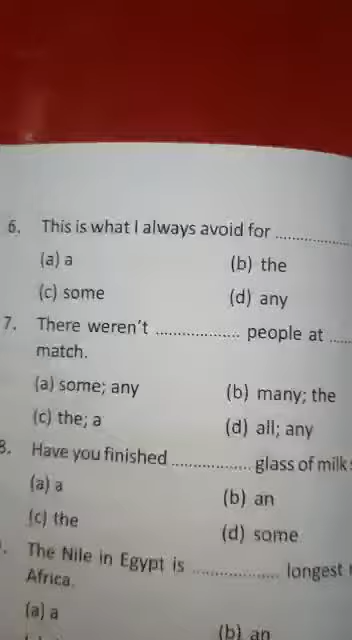 6. This is what I always avoid for ....................
(a) a (b) the
(c) some (d) any
7. There weren't .................. people at .....
match.
(a) some; any (b) many; the
(c) the; a (d) all; any
8. Have you finished .................. glass of milk
(a) a (b) an
(c) the (d) some
. The Nile in Egypt is .................. longest
Africa.
(a) a (b) an